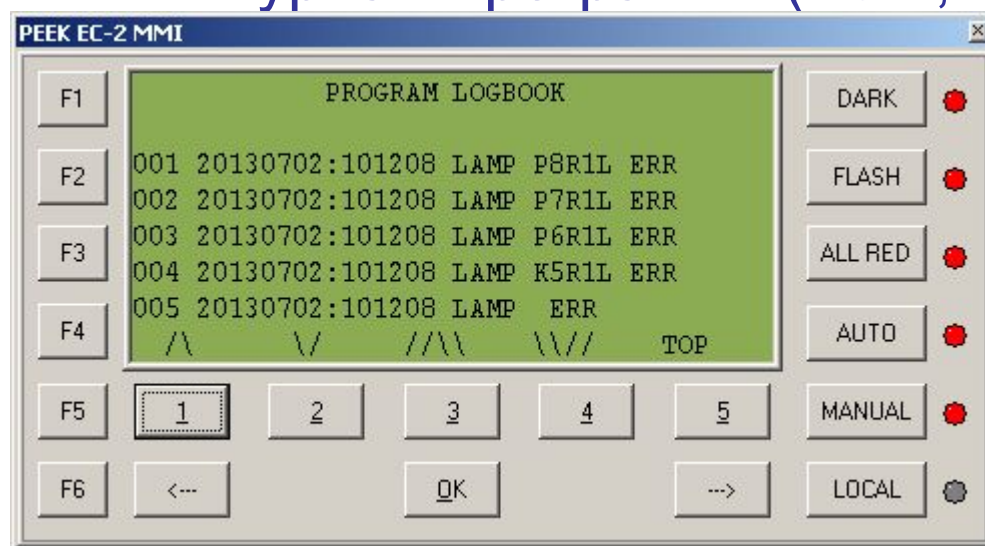 PEEK EC-2 MMI
F1
F2
F3
F4
F5
F6
PROGRAM LOGBOOK
001 20130702:101208 LAMP P8R1L ERR
002 20130702:101208 LAMP P7R1L ERR
003 20130702:101208 LAMP P6R1L ERR
004 20130702:101208 LAMP K5R1L ERR
005 20130702:101208 LAMP ERR
/\ \/ //\\ \\// TOP
1 2 3 4 5
<--- OK --->
DARK
FLASH
ALL RED
AUTO
MANUAL
LOCAL